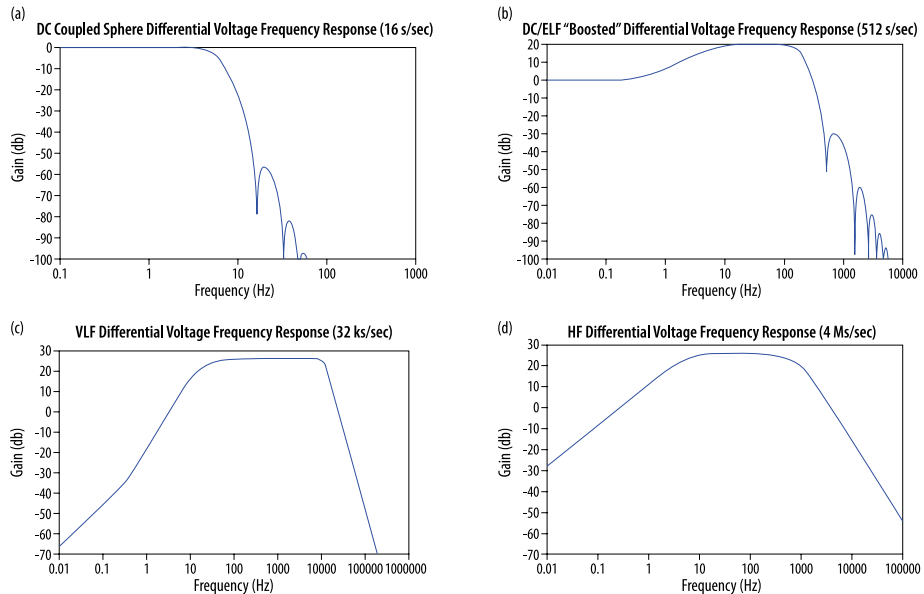 (a)
DC Coupled Sphere Differential Voltage Frequency Response (16 s/sec)
Gain (db)
0
–10
–20
–30
–40
–50
–60
–70
–80
–90
–100
0.1 1 10 100 1000
Frequency (Hz)
(b)
DC/ELF “Boosted” Differential Voltage Frequency Response (512 s/sec)
Gain (db)
20
10
0
–10
–20
–30
–40
–50
–60
–70
–80
–90
–100
0.01 0.1 1 10 100 1000 10000
Frequency (Hz)
(c)
VLF Differential Voltage Frequency Response (32 ks/sec)
Gain (db)
30
20
10
0
–10
–20
–30
–40
–50
–60
–70
0.01 0.1 1 10 100 1000 10000 100000 1000000
Frequency (Hz)
(d)
HF Differential Voltage Frequency Response (4 Ms/sec)
Gain (db)
30
20
10
0
–10
–20
–30
–40
–50
–60
–70
0.01 0.1 1 10 100 1000 10000 100000
Frequency (Hz)